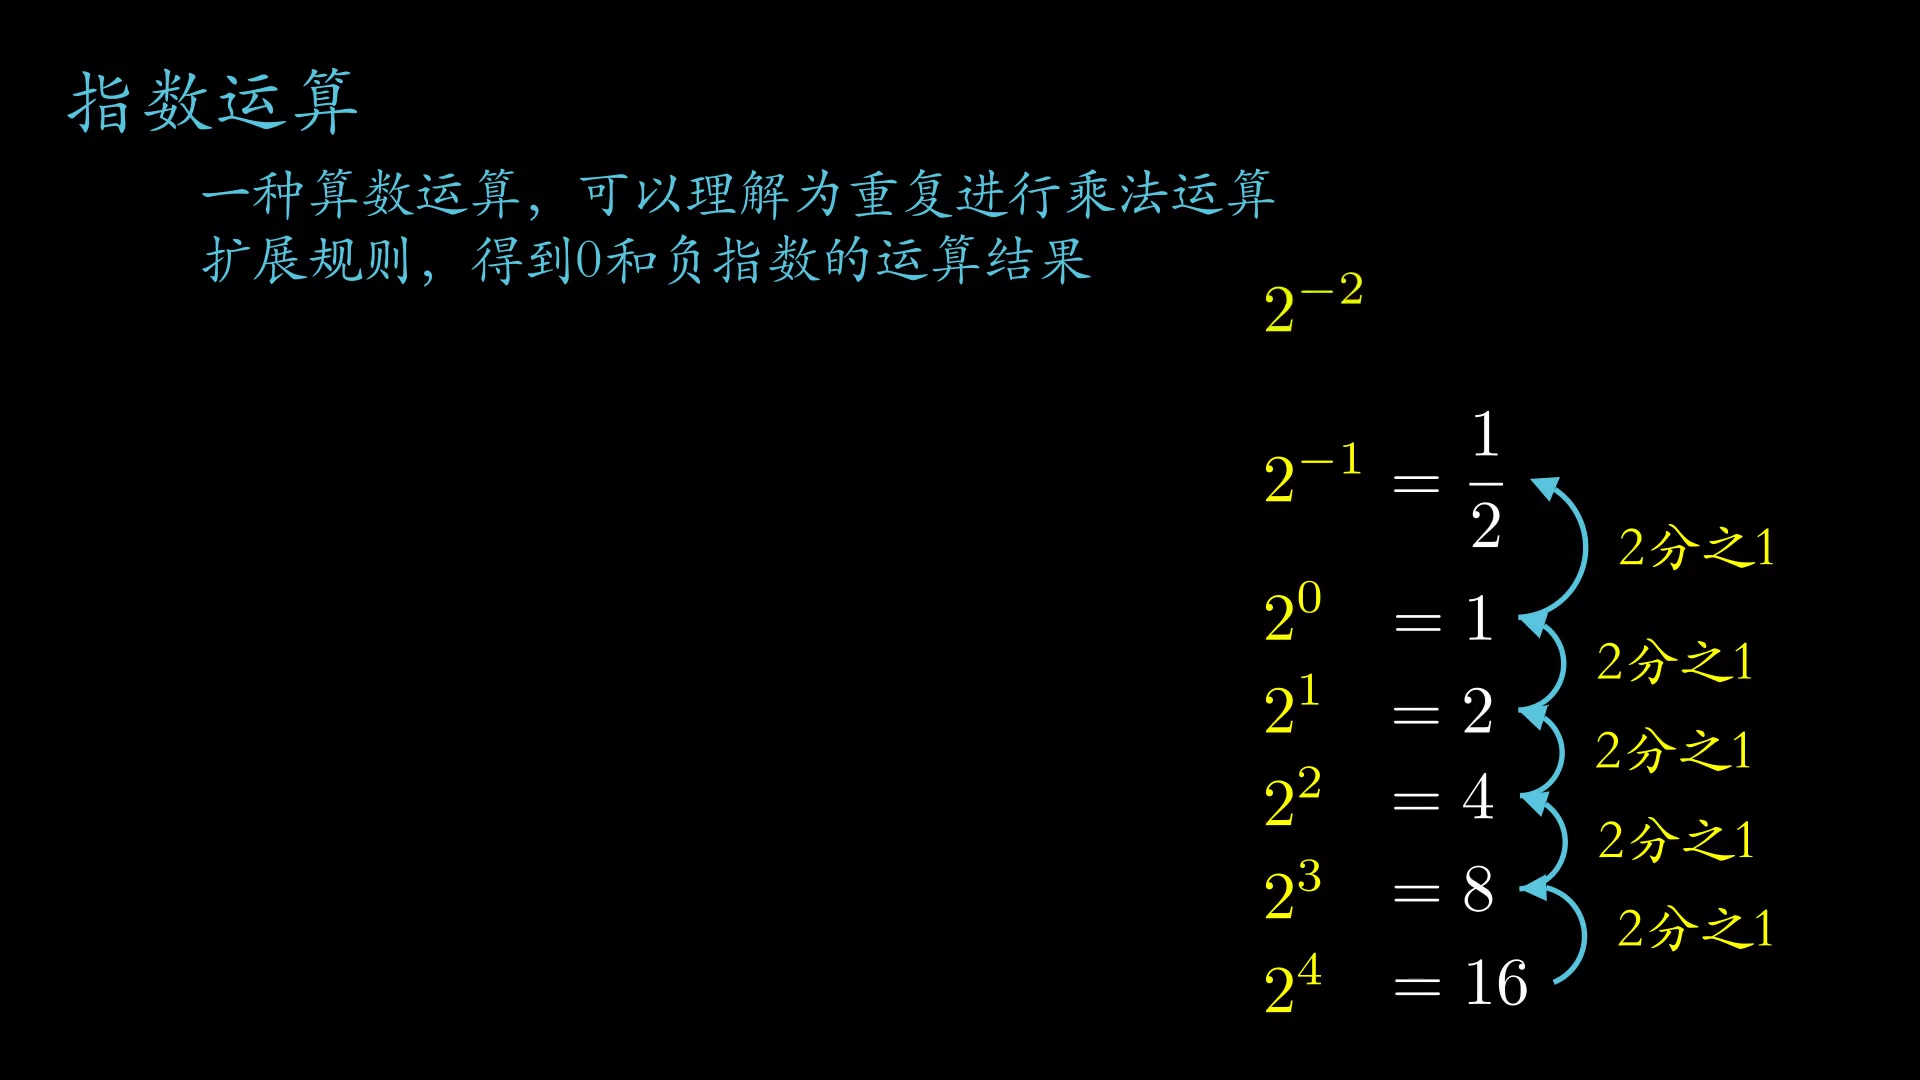 指数运算
一种算数运算，可以理解为重复进行乘法运算
扩展规则，得到0和负指数的运算结果
2^{-2}
2^{-1} = \frac{1}{2}
2分之1
2^0 = 1
2分之1
2^1 = 2
2分之1
2^2 = 4
2分之1
2^3 = 8
2分之1
2^4 = 16